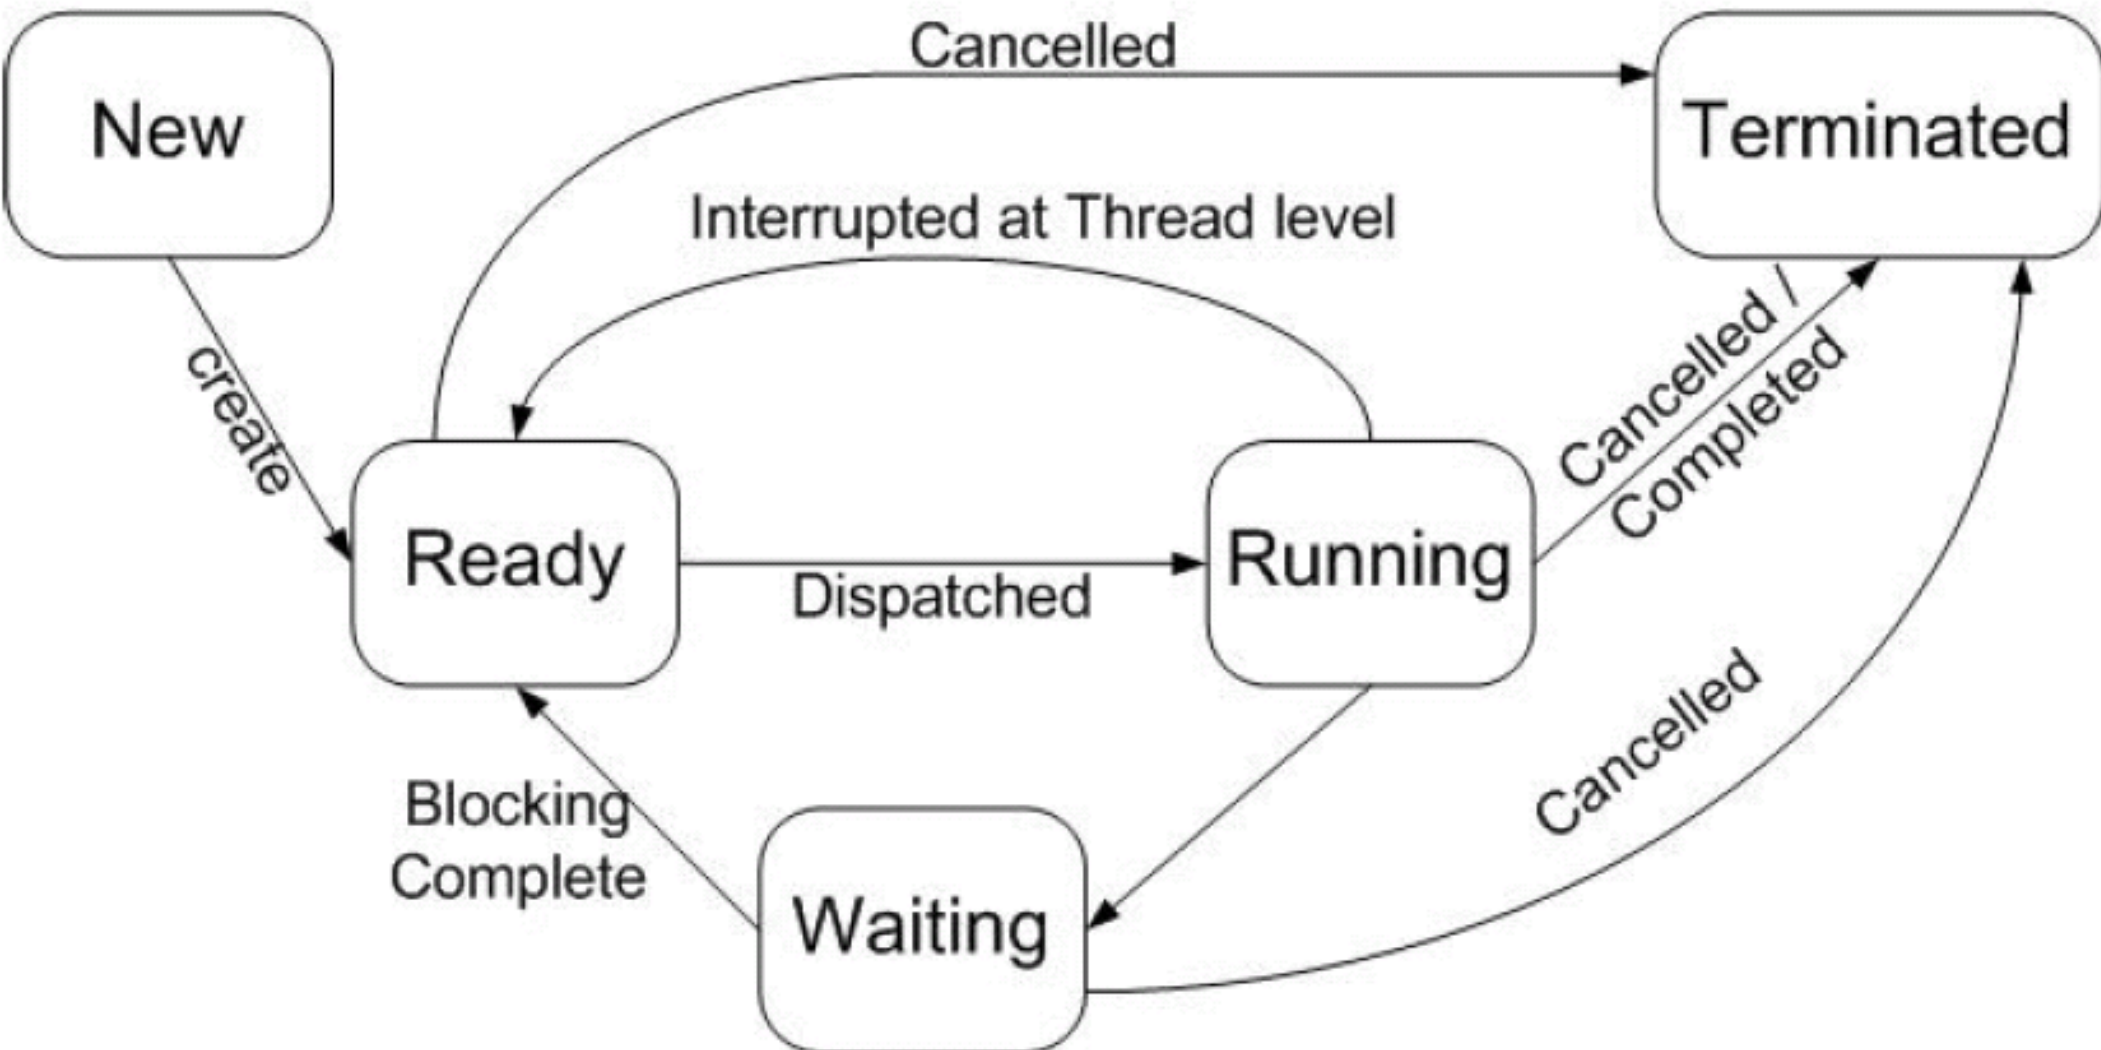 New
Cancelled
Terminated
Interrupted at Thread level
create
Cancelled /
Completed
Ready
Dispatched
Running
Blocking
Complete
Waiting
Cancelled